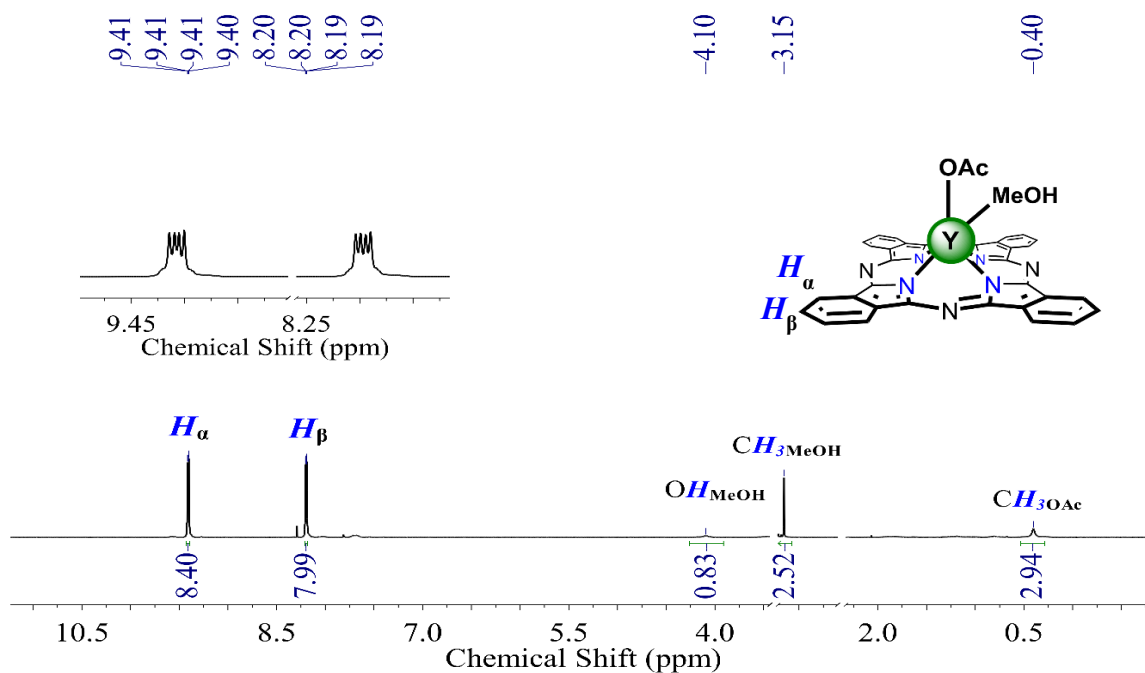 9.41
9.41
9.41
9.40
8.20
8.20
8.19
8.19
−4.10
−3.15
−0.40
OAc
MeOH
Y
N
N
N
N
N
N
N
N
Hα
Hβ
9.45 8.25
Chemical Shift (ppm)
Hα
Hβ
OHMeOH
CH3MeOH
CH3OAc
8.40
7.99
0.83
2.52
2.94
10.5 8.5 7.0 5.5 4.0 2.0 0.5
Chemical Shift (ppm)